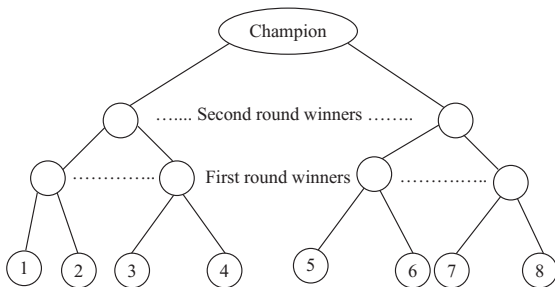 Champion
……. Second round winners ……..
………….. First round winners ……….…..
1 2 3 4 5 6 7 8